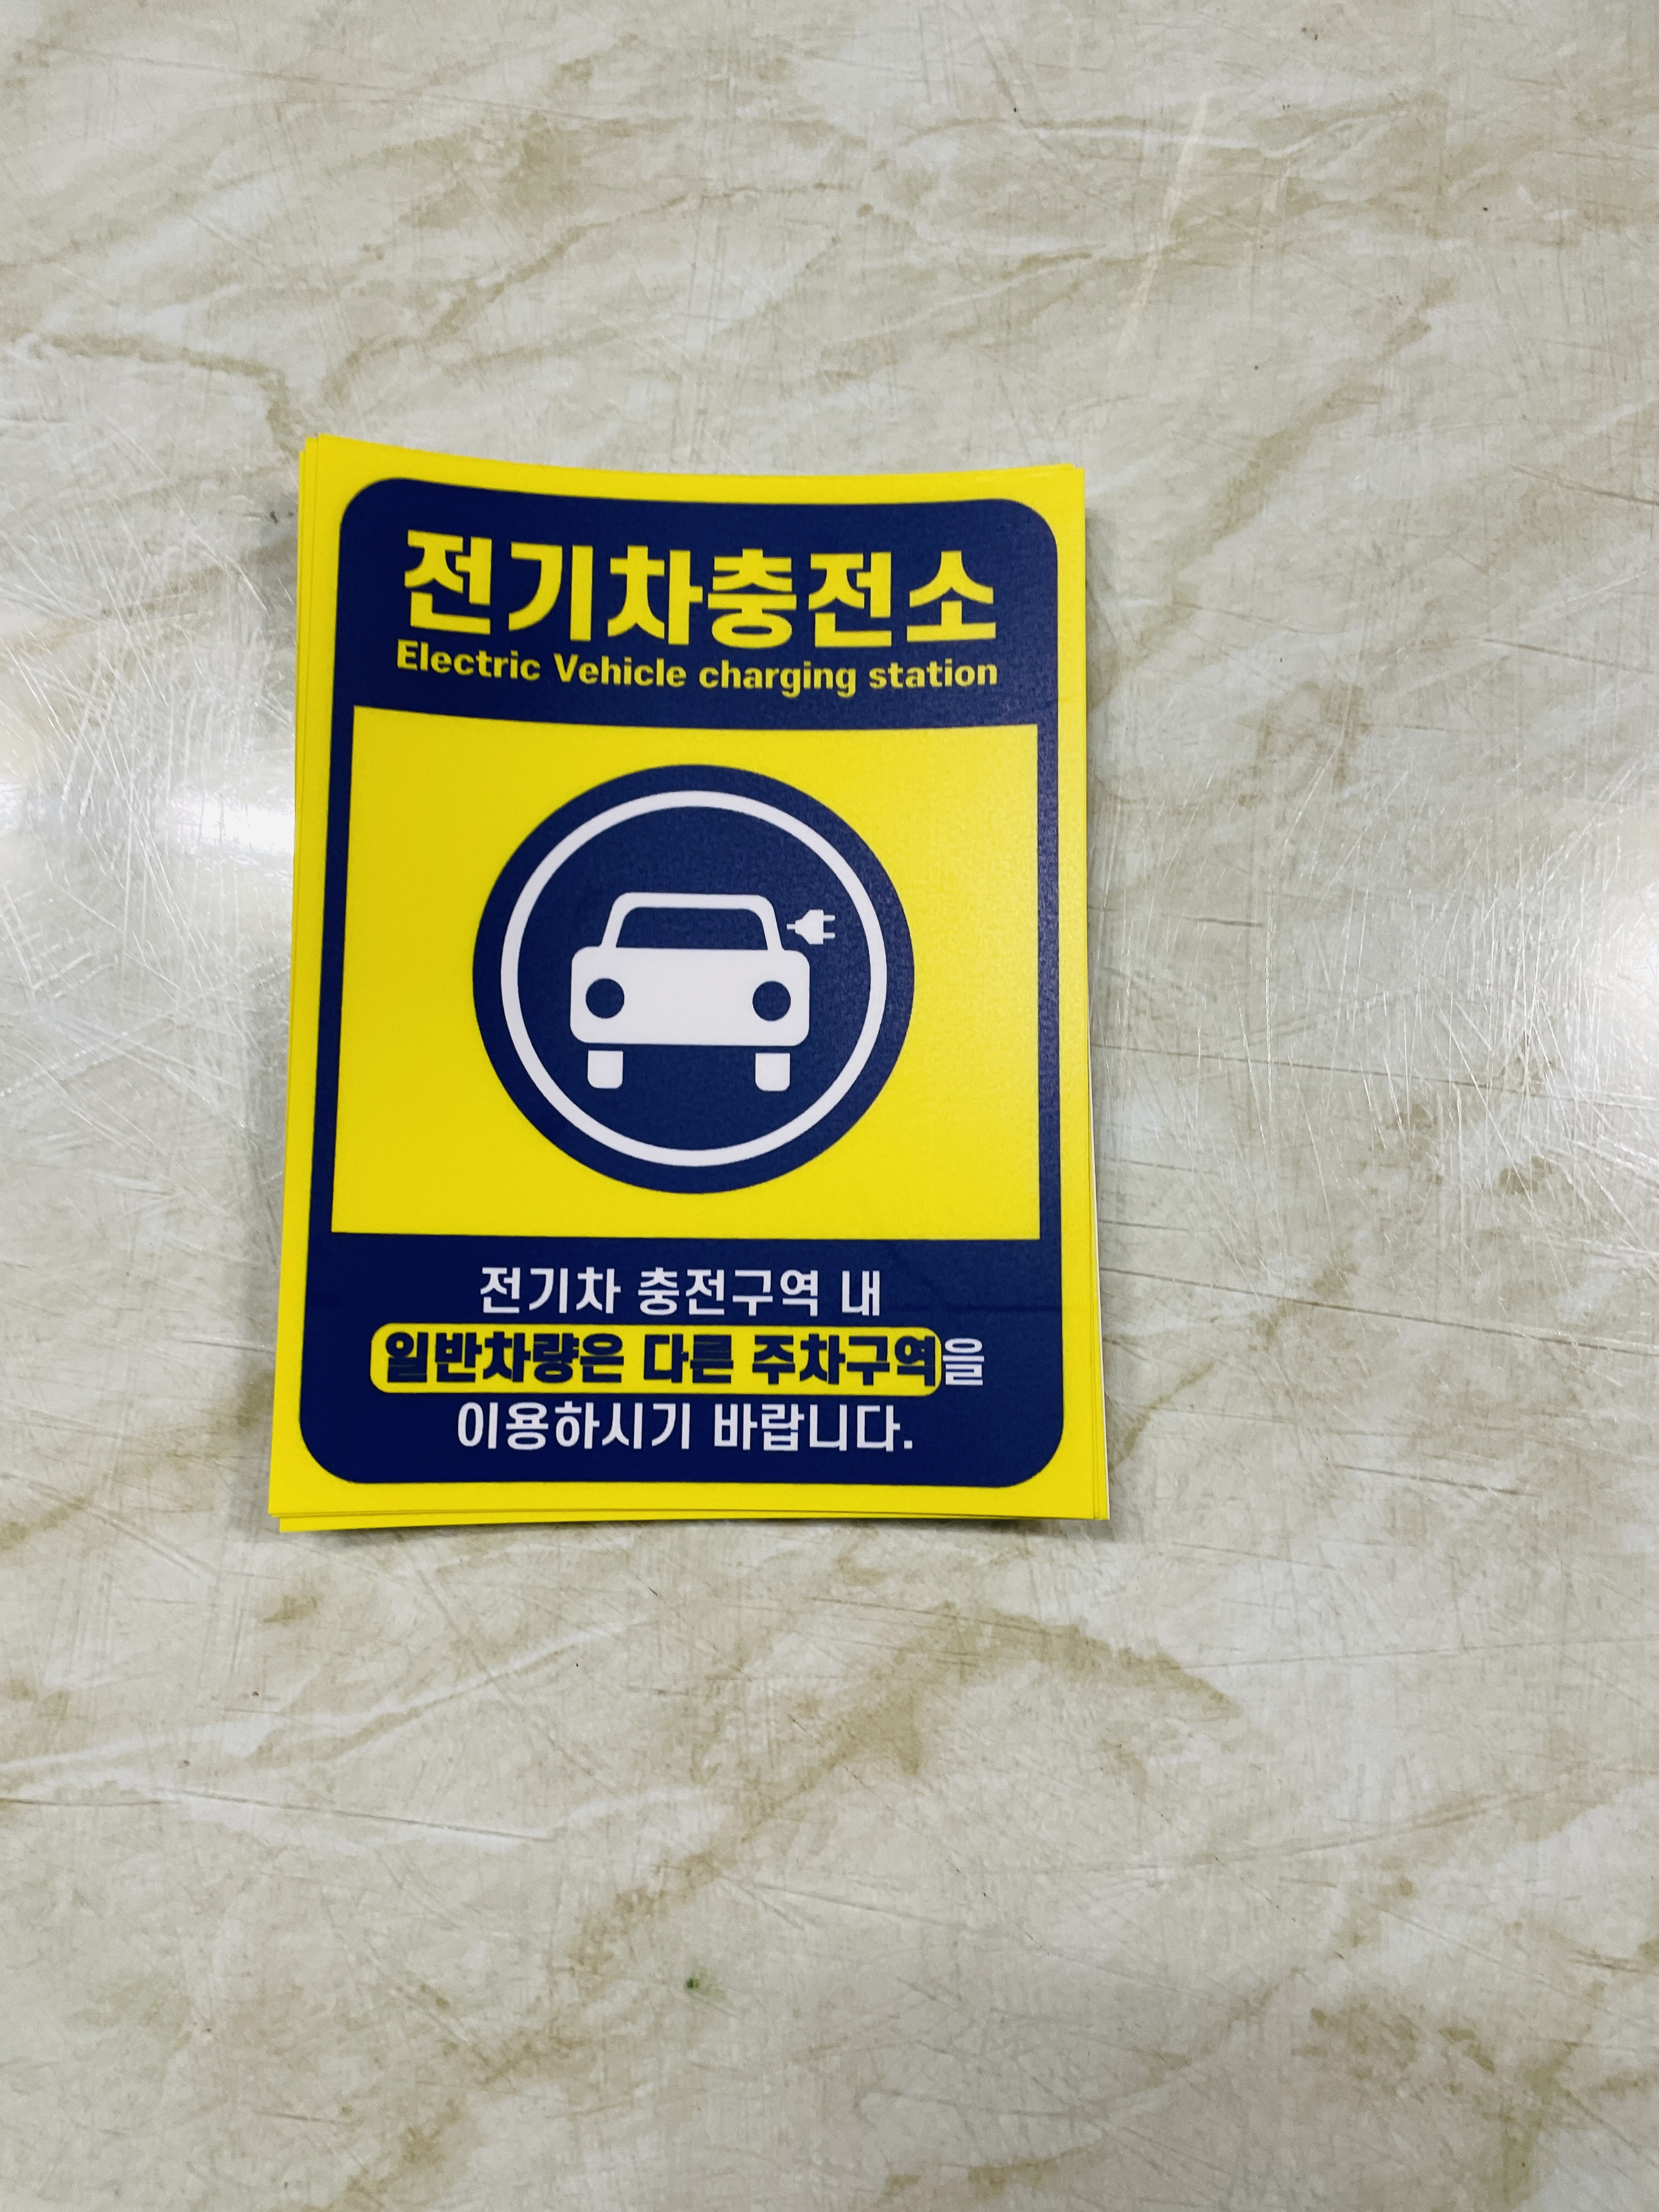 전기차충전소
Electric Vehicle charging station
전기차 충전구역 내
일반차량은 다른 주차구역을
이용하시기 바랍니다.